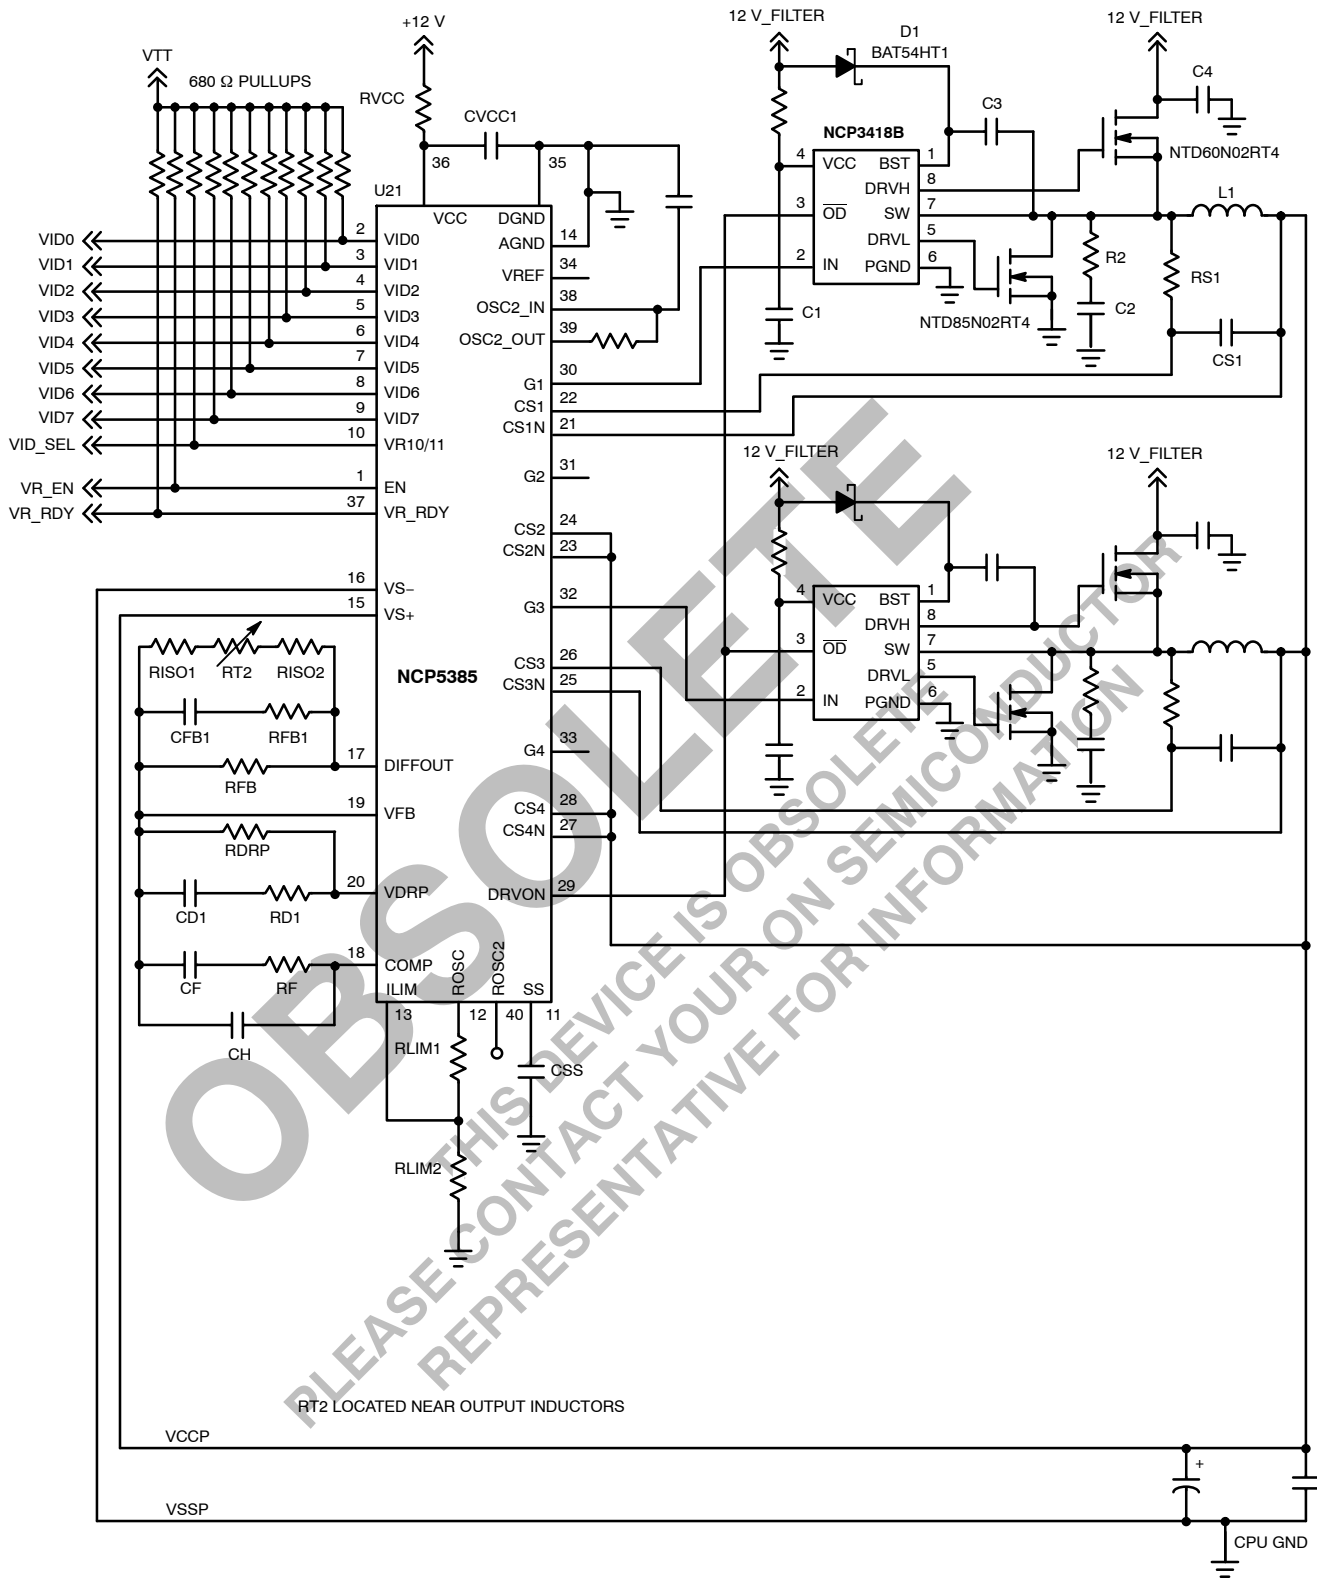 +12 V
12 V_FILTER
D1
BAT54HT1
12 V_FILTER
VTT
680 Ω PULLUPS
RVCC
CVCC1
C3
C4
NCP3418B
NTD60N02RT4
36
35
U21
VCC
DGND
4
VCC
BST
1
DRVH
8
3
OD
SW
7
DRVL
5
2
IN
PGND
6
L1
R2
RS1
C1
NTD85N02RT4
C2
CS1
VID0
2
VID0
VID1
3
VID1
VID2
4
VID2
VID3
5
VID3
VID4
6
VID4
VID5
7
VID5
VID6
8
VID6
VID7
9
VID7
VID_SEL
10
VR10/11
VR_EN
1
EN
VR_RDY
37
VR_RDY
AGND
14
VREF
34
OSC2_IN
38
OSC2_OUT
39
G1
30
CS1
22
CS1N
21
G2
31
CS2
24
CS2N
23
G3
32
CS3
26
CS3N
25
G4
33
CS4
28
CS4N
27
DRVON
29
12 V_FILTER
12 V_FILTER
4
VCC
BST
1
DRVH
8
3
OD
SW
7
DRVL
5
2
IN
PGND
6
16
VS−
15
VS+
NCP5385
RISO1
RT2
RISO2
CFB1
RFB1
17
DIFFOUT
RFB
19
VFB
RDRP
20
VDRP
CD1
RD1
18
COMP
CF
RF
CH
ILIM
ROSC
ROSC2
SS
13
12
40
11
RLIM1
CSS
RLIM2
OBSOLETE
THIS DEVICE IS OBSOLETE
PLEASE CONTACT YOUR ON SEMICONDUCTOR
REPRESENTATIVE FOR INFORMATION
RT2 LOCATED NEAR OUTPUT INDUCTORS
VCCP
+
VSSP
CPU GND